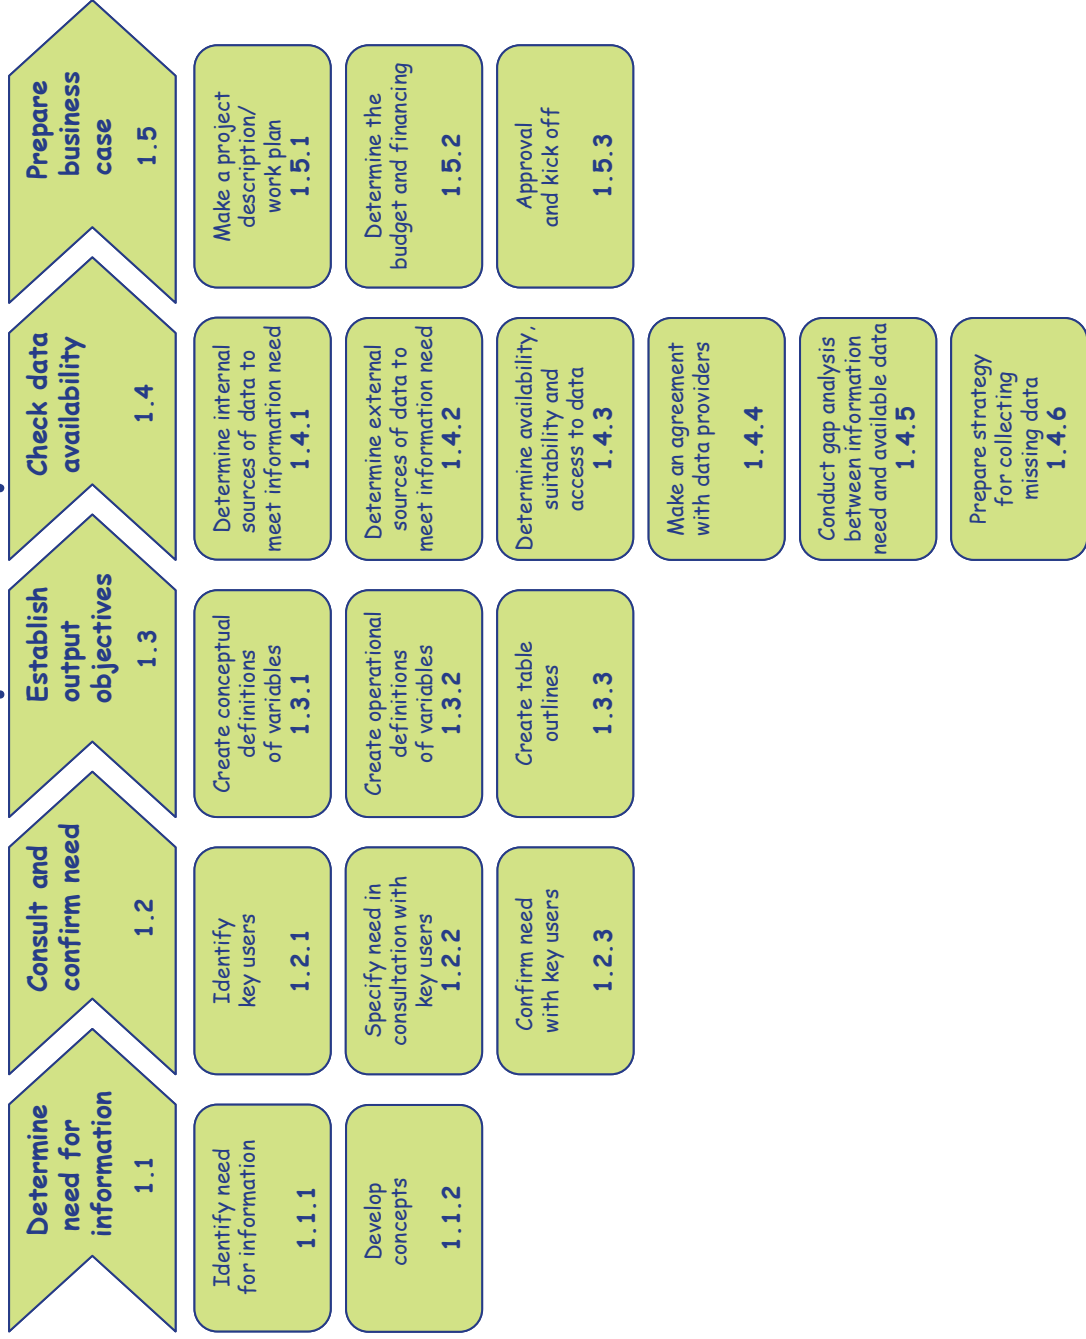 Determine
need for
information
1.1
Identify need
for information
1.1.1
Develop
concepts
1.1.2
Consult and
confirm need
1.2
Identify
key users
1.2.1
Specify need in
consultation with
key users
1.2.2
Confirm need
with key users
1.2.3
Establish
output
objectives
1.3
Create conceptual
definitions
of variables
1.3.1
Create operational
definitions
of variables
1.3.2
Create table
outlines
1.3.3
Check data
availability
1.4
Determine internal
sources of data to
meet information need
1.4.1
Determine external
sources of data to
meet information need
1.4.2
Determine availability,
suitability and
access to data
1.4.3
Make an agreement
with data providers
1.4.4
Conduct gap analysis
between information
need and available data
1.4.5
Prepare strategy
for collecting
missing data
1.4.6
Prepare
business
case
1.5
Make a project
description/
work plan
1.5.1
Determine the
budget and financing
1.5.2
Approval
and kick off
1.5.3